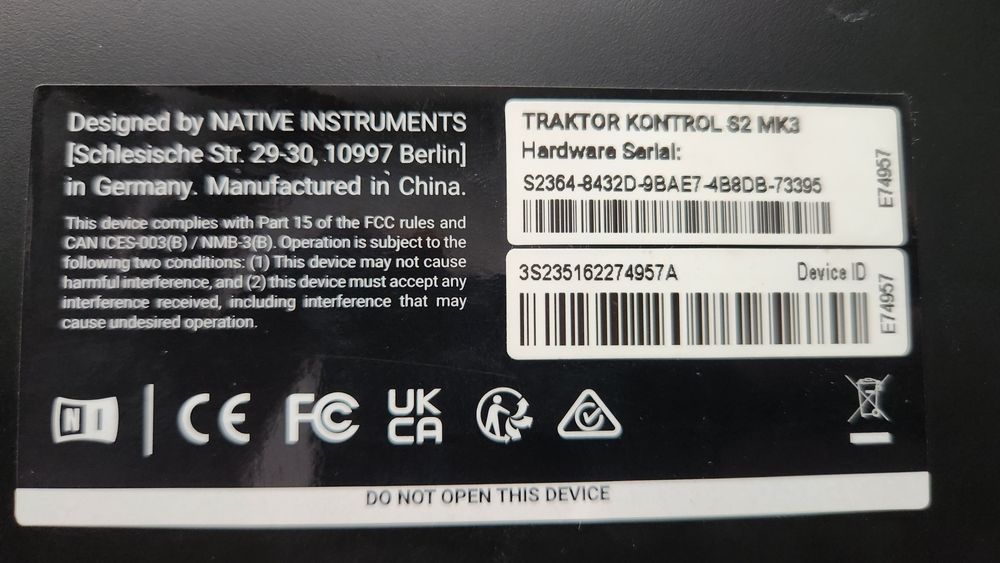 Designed by NATIVE INSTRUMENTS
[Schlesische Str. 29-30, 10997 Berlin]
in Germany. Manufactured in China.
This device complies with Part 15 of the FCC rules and
CAN ICES-003(B) / NMB-3(B). Operation is subject to the
following two conditions: (1) This device may not cause
harmful interference, and (2) this device must accept any
interference received, including interference that may
cause undesired operation.
TRAKTOR KONTROL S2 MK3
Hardware Serial:
S2364-8432D-9BAE7-4B8DB-73395
E74957
3S235162274957A Device ID
E74957
NI CE FC UK
CA
DO NOT OPEN THIS DEVICE